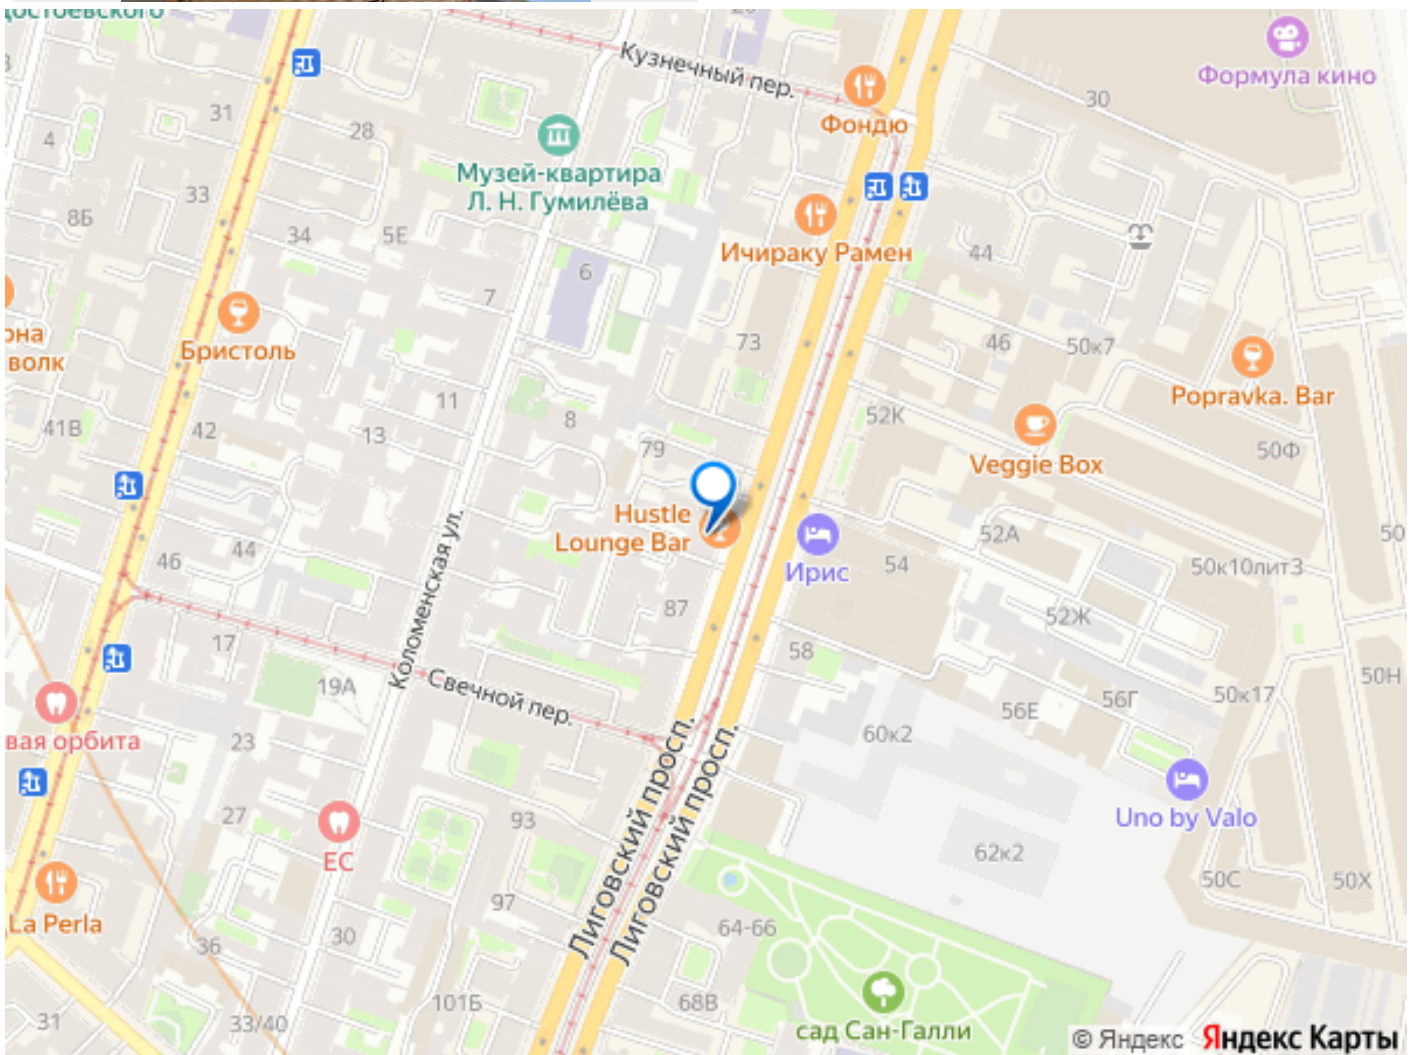 Достоевского
Кузнечный пер.
Формула кино
30
Фондю
31
28
4
Музей-квартира
Л. Н. Гумилёва
33
8Б
34
5Е
Ичираку Рамен
44
6
7
73
46
50к7
Бристоль
она
волк
Popravka. Bar
11
8
52К
41В
42
13
79
Veggie Box
50Ф
Hustle
Lounge Bar
Ирис
54
52А
50
50к10лит3
46
44
Коломенская ул.
87
52Ж
17
58
19А
Свечной пер.
56Е
56Г
50к17
50Н
вая орбита
23
60к2
Лиговский просп.
Лиговский просп.
Uno by Valo
27
ЕС
93
62к2
50С
50Х
La Perla
97
64-66
36
30
101Б
68В
31
33/40
сад Сан-Галли
© Яндекс Яндекс Карты